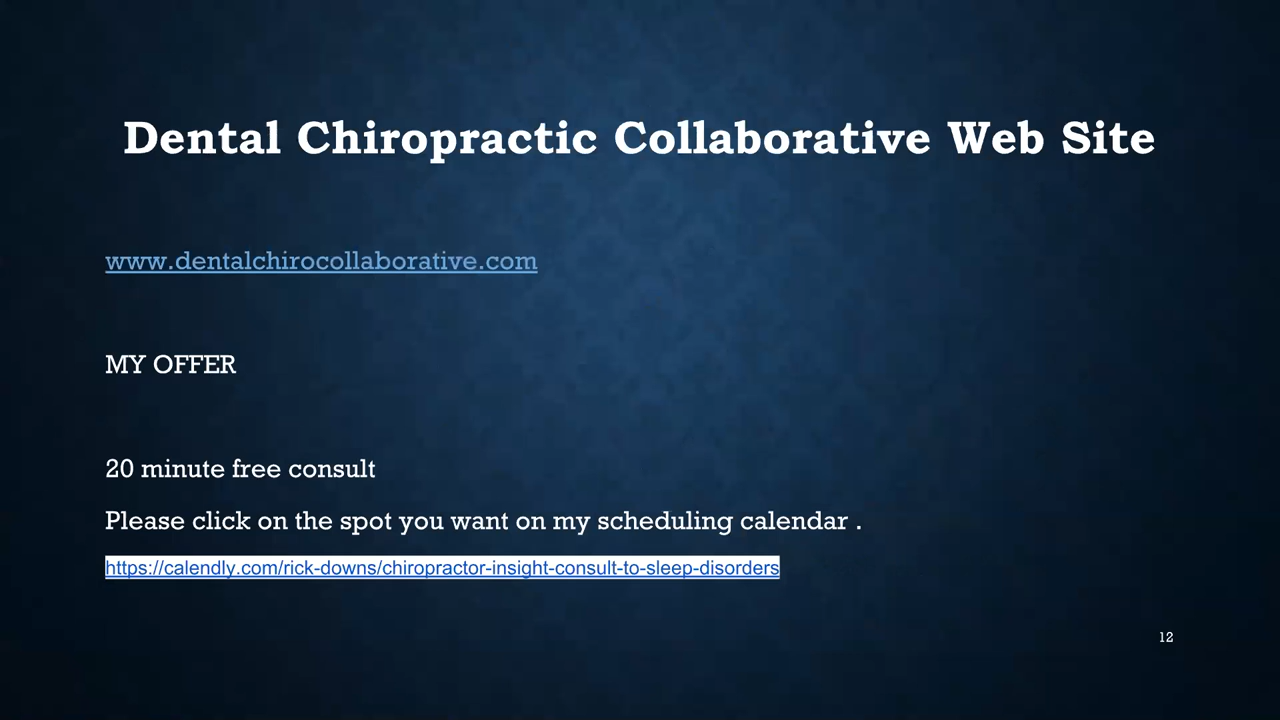 Dental Chiropractic Collaborative Web Site
www.dentalchirocollaborative.com
MY OFFER
20 minute free consult
Please click on the spot you want on my scheduling calendar .
https://calendly.com/rick-downs/chiropractor-insight-consult-to-sleep-disorders
12